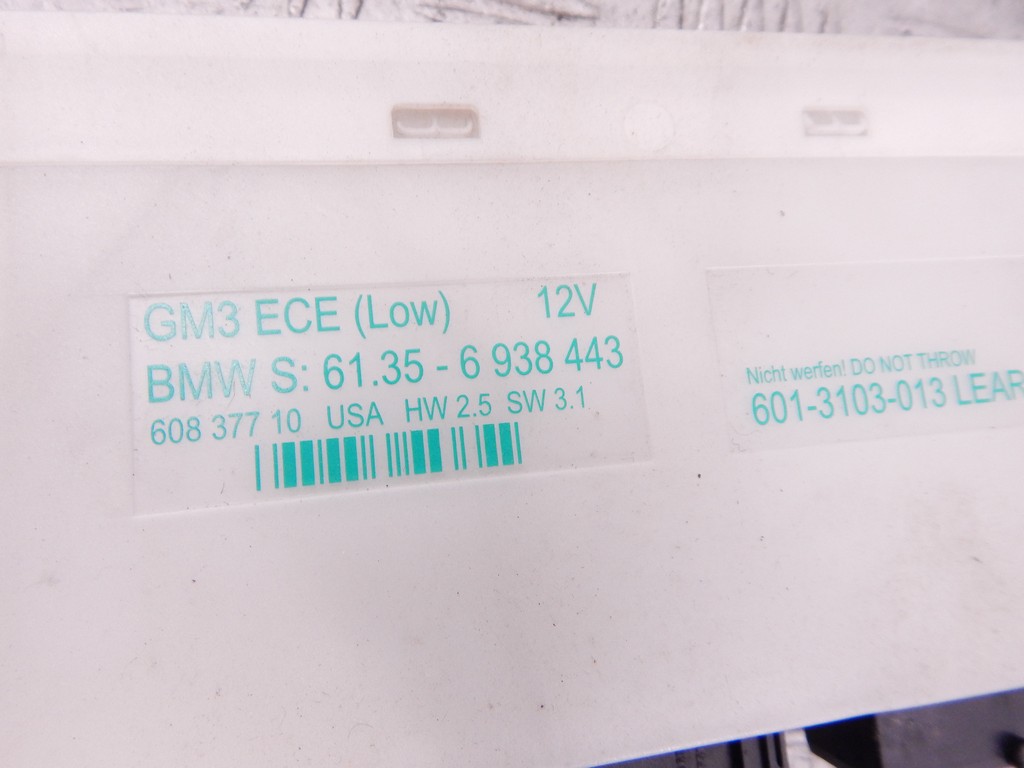 GM3 ECE (Low) 12V
BMW S: 61.35 - 6 938 443
608 377 10 USA HW 2.5 SW 3.1
Nicht werfen! DO NOT THROW
601-3103-013 LEAR